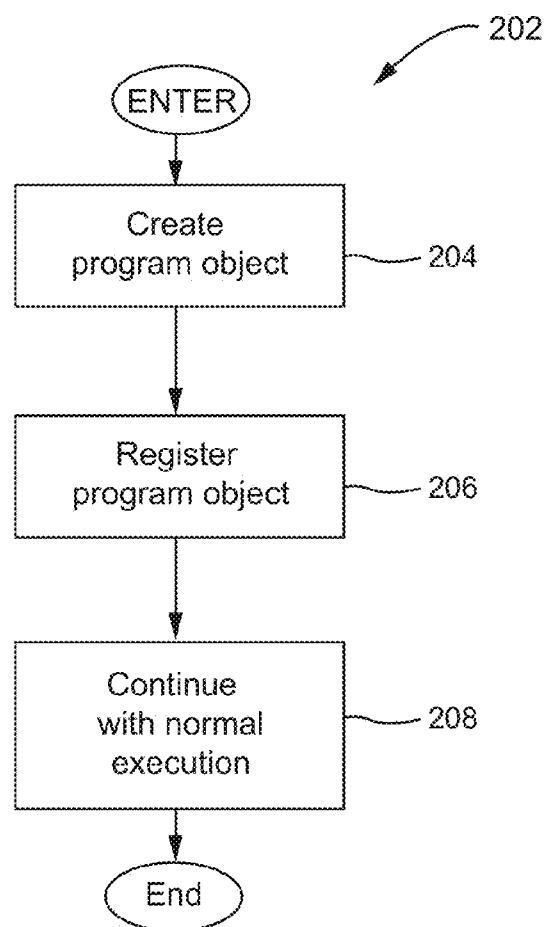 202
ENTER
Create
program object
204
Register
program object
206
Continue
with normal
execution
208
End